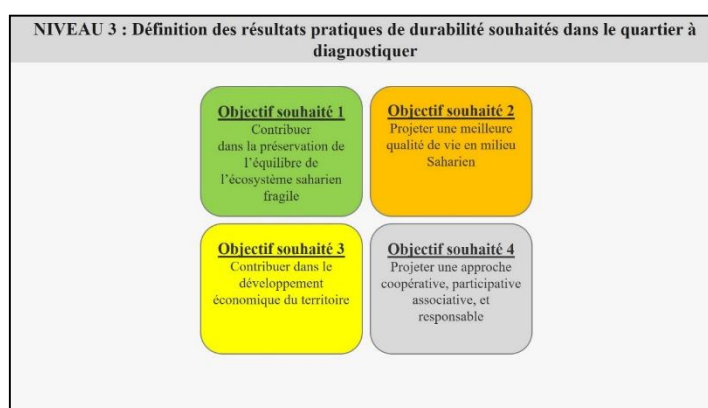 NIVEAU 3 : Définition des résultats pratiques de durabilité souhaités dans le quartier à
diagnostiquer
Objectif souhaité 1
Contribuer
dans la préservation de
l'équilibre de
l'écosystème saharien
fragile
Objectif souhaité 2
Projeter une meilleure
qualité de vie en milieu
Saharien
Objectif souhaité 3
Contribuer dans le
développement
économique du territoire
Objectif souhaité 4
Projeter une approche
coopérative, participative
associative, et
responsable